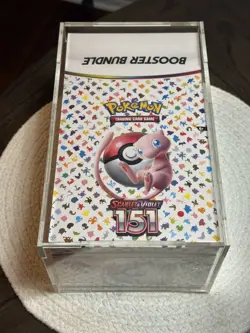 BOOSTER BUNDLE
POKÉMON
TRADING CARD GAME
SCARLET & VIOLET
151